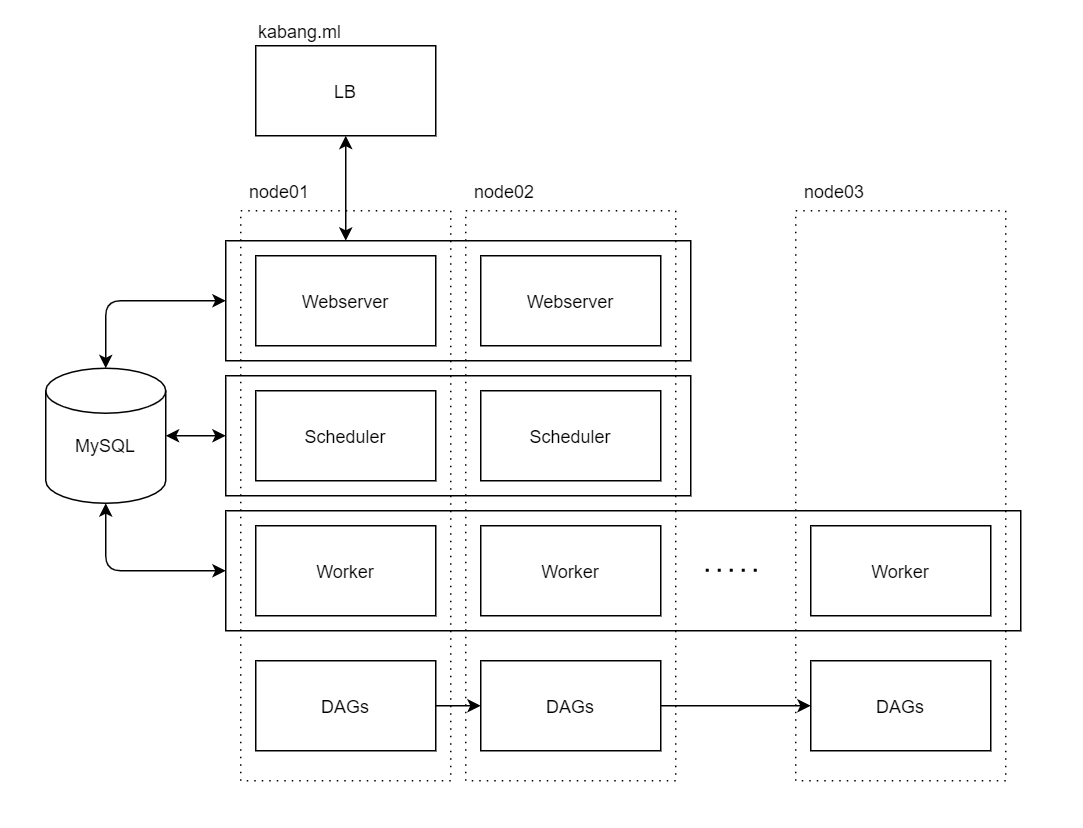 kabang.ml
LB
node01
node02
node03
Webserver
Webserver
MySQL
Scheduler
Scheduler
Worker
Worker
.....
Worker
DAGs
DAGs
DAGs